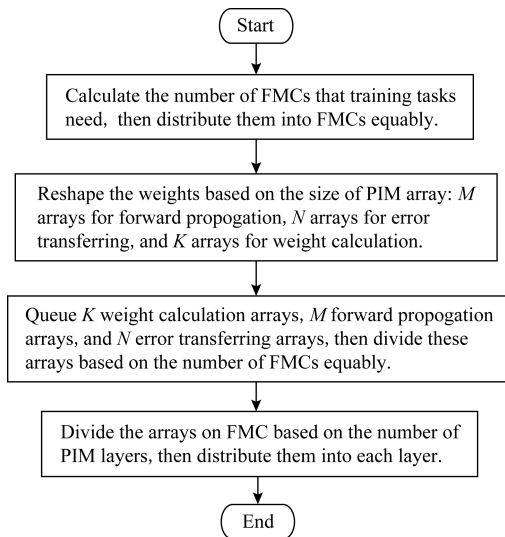 Start
Calculate the number of FMCs that training tasks
need, then distribute them into FMCs equably.
Reshape the weights based on the size of PIM array: M
arrays for forward propogation, N arrays for error
transferring, and K arrays for weight calculation.
Queue K weight calculation arrays, M forward propogation
arrays, and N error transferring arrays, then divide these
arrays based on the number of FMCs equably.
Divide the arrays on FMC based on the number of
PIM layers, then distribute them into each layer.
End